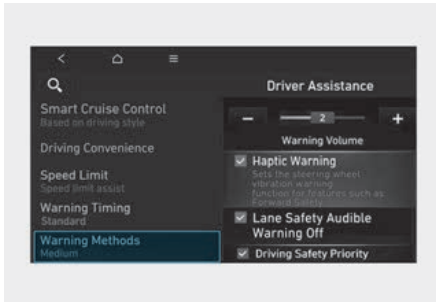 Driver Assistance
Smart Cruise Control
Based on driving style
Driving Convenience
Speed Limit
Speed limit assist
Warning Timing
Standard
Warning Methods
Medium
− 2 +
Warning Volume
Haptic Warning
Sets the steering wheel
vibration warning
function for features such as
Forward Safety
Lane Safety Audible
Warning Off
Driving Safety Priority